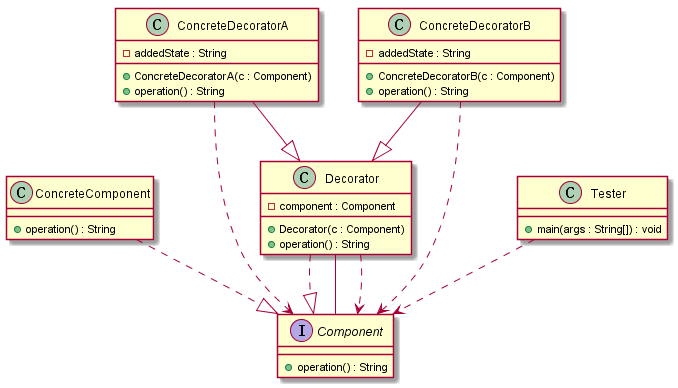 C ConcreteDecoratorA
addedState : String
ConcreteDecoratorA(c : Component)
operation() : String
C ConcreteDecoratorB
addedState : String
ConcreteDecoratorB(c : Component)
operation() : String
C ConcreteComponent
operation() : String
C Decorator
component : Component
Decorator(c : Component)
operation() : String
C Tester
main(args : String[]) : void
I Component
operation() : String